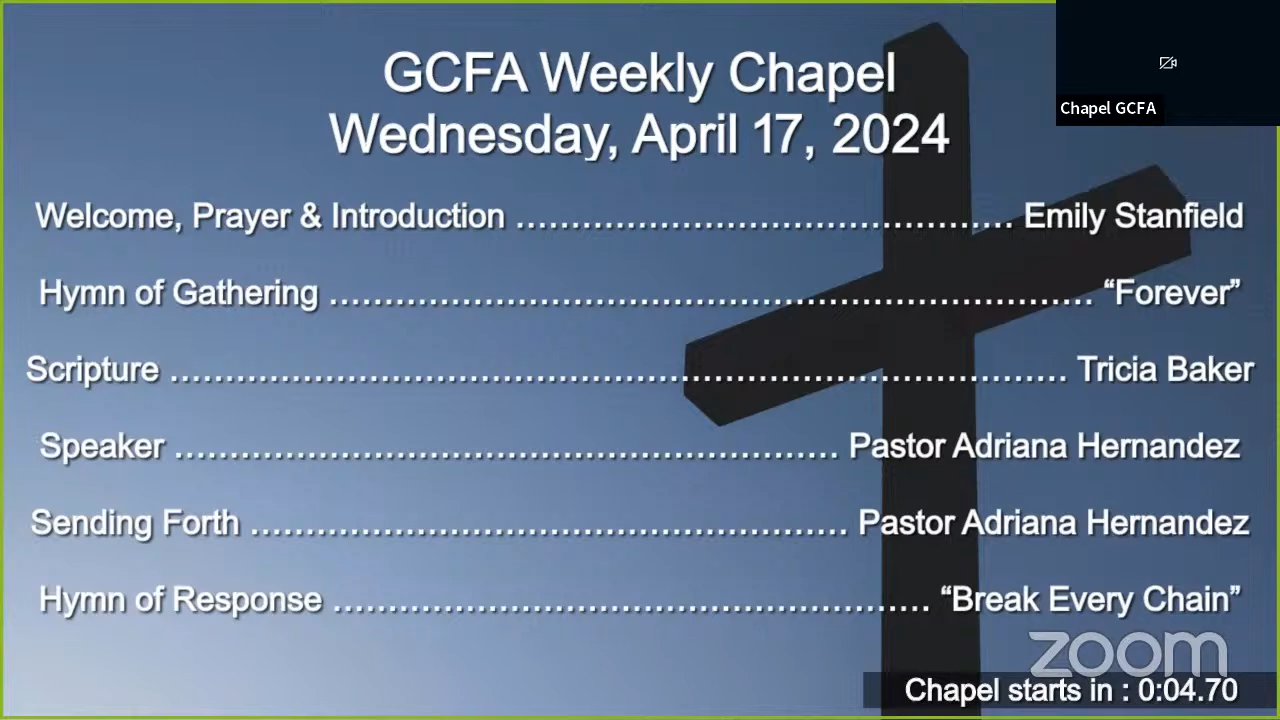 GCFA Weekly Chapel
Wednesday, April 17, 2024
Chapel GCFA
Welcome, Prayer & Introduction ............................................. Emily Stanfield
Hymn of Gathering ..................................................................... “Forever”
Scripture ................................................................................. Tricia Baker
Speaker ............................................................ Pastor Adriana Hernandez
Sending Forth ...................................................... Pastor Adriana Hernandez
Hymn of Response ...................................................... “Break Every Chain”
zoom
Chapel starts in : 0:04.70